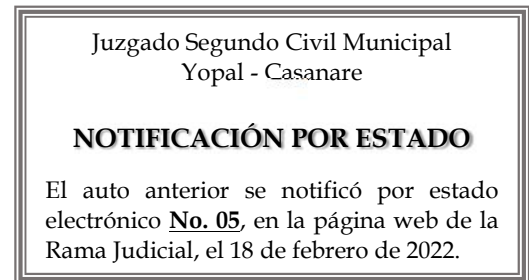 Juzgado Segundo Civil Municipal
Yopal - Casanare
NOTIFICACIÓN POR ESTADO
El auto anterior se notificó por estado
electrónico No. 05, en la página web de la
Rama Judicial, el 18 de febrero de 2022.